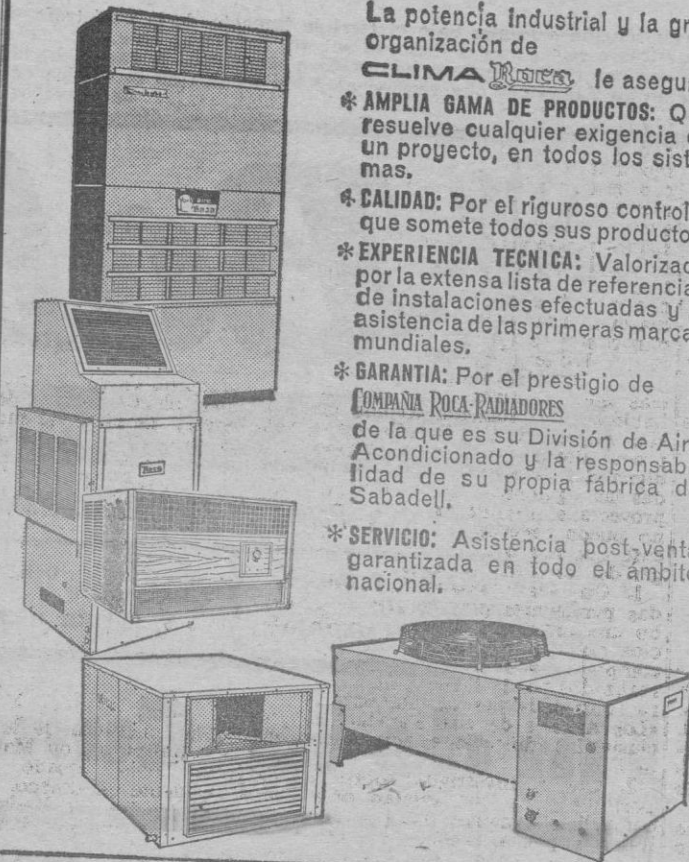 La potencia industrial y la gr
organización de
CLIMA Roca, le asegu
* AMPLIA GAMA DE PRODUCTOS: Q
resuelve cualquier exigencia
un proyecto, en todos los sist
mas.
* CALIDAD: Por el riguroso control
que somete todos sus producto
* EXPERIENCIA TECNICA: Valorizad
por la extensa lista de referencia
de instalaciones efectuadas y
asistencia de las primeras marca
mundiales.
* GARANTIA: Por el prestigio de
COMPAÑIA ROCA-RADIADORES
de la que es su División de Air
Acondicionado y la responsab
lidad de su propia fábrica d
Sabadell.
* SERVICIO: Asistencia post-venta
garantizada en todo el ámbito
nacional.
Roca
Roca